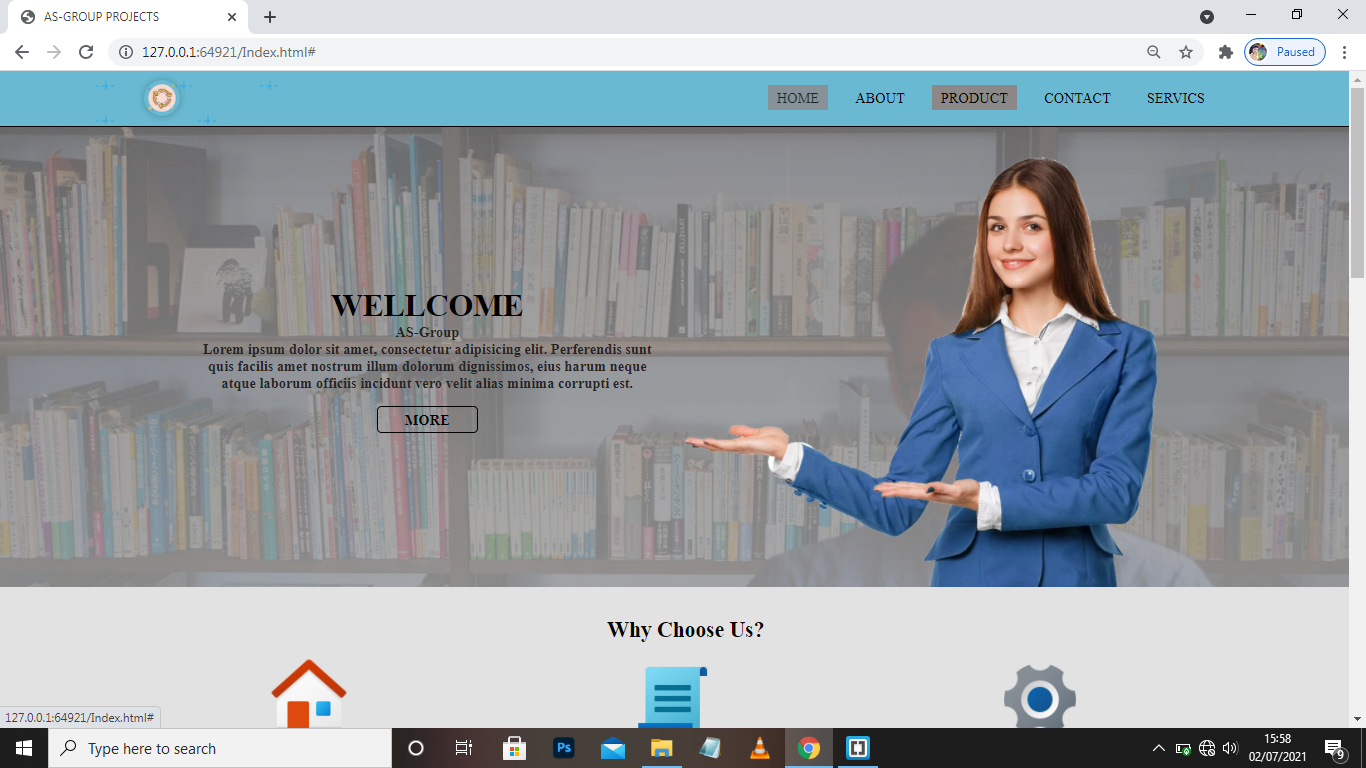 AS-GROUP PROJECTS
127.0.0.1:64921/Index.html#
Paused
HOME ABOUT PRODUCT CONTACT SERVICS
WELLCOME
AS-Group
Lorem ipsum dolor sit amet, consectetur adipisicing elit. Perferendis sunt
quis facilis amet nostrum illum dolorum dignissimos, eius harum neque
atque laborum officiis incidunt vero velit alias minima corrupti est.
MORE
Why Choose Us?
127.0.0.1:64921/Index.html#
Type here to search
Ps
15:58
02/07/2021
9